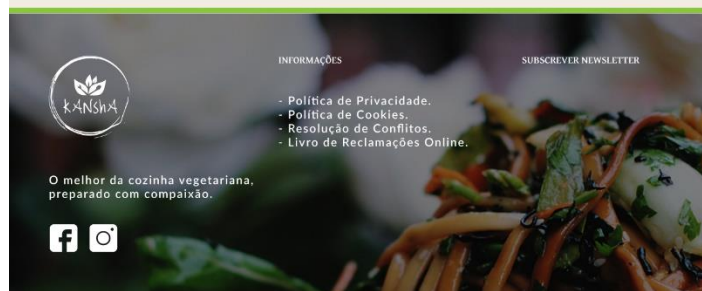 KANSHA
O melhor da cozinha vegetariana,
preparado com compaixão.
INFORMAÇÕES
- Política de Privacidade.
- Política de Cookies.
- Resolução de Conflitos.
- Livro de Reclamações Online.
SUBSCREVER NEWSLETTER